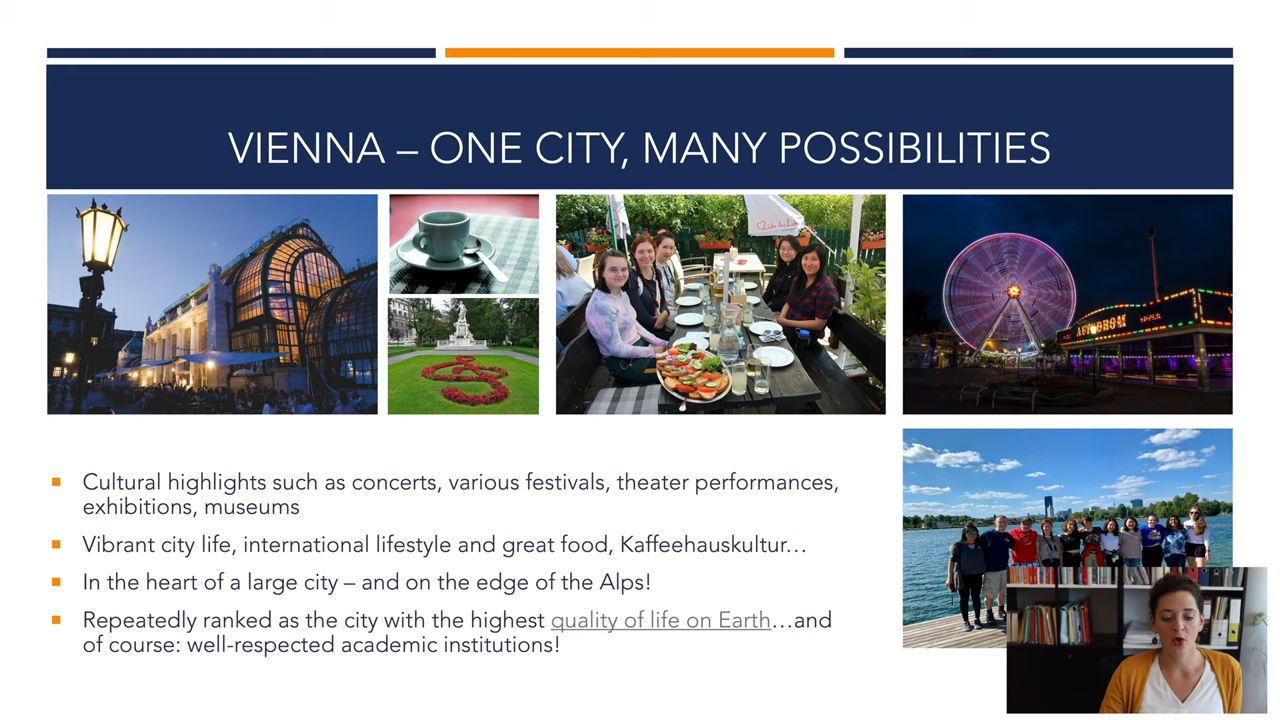 VIENNA – ONE CITY, MANY POSSIBILITIES
Cultural highlights such as concerts, various festivals, theater performances,
exhibitions, museums
Vibrant city life, international lifestyle and great food, Kaffeehauskultur…
In the heart of a large city – and on the edge of the Alps!
Repeatedly ranked as the city with the highest quality of life on Earth…and
of course: well-respected academic institutions!